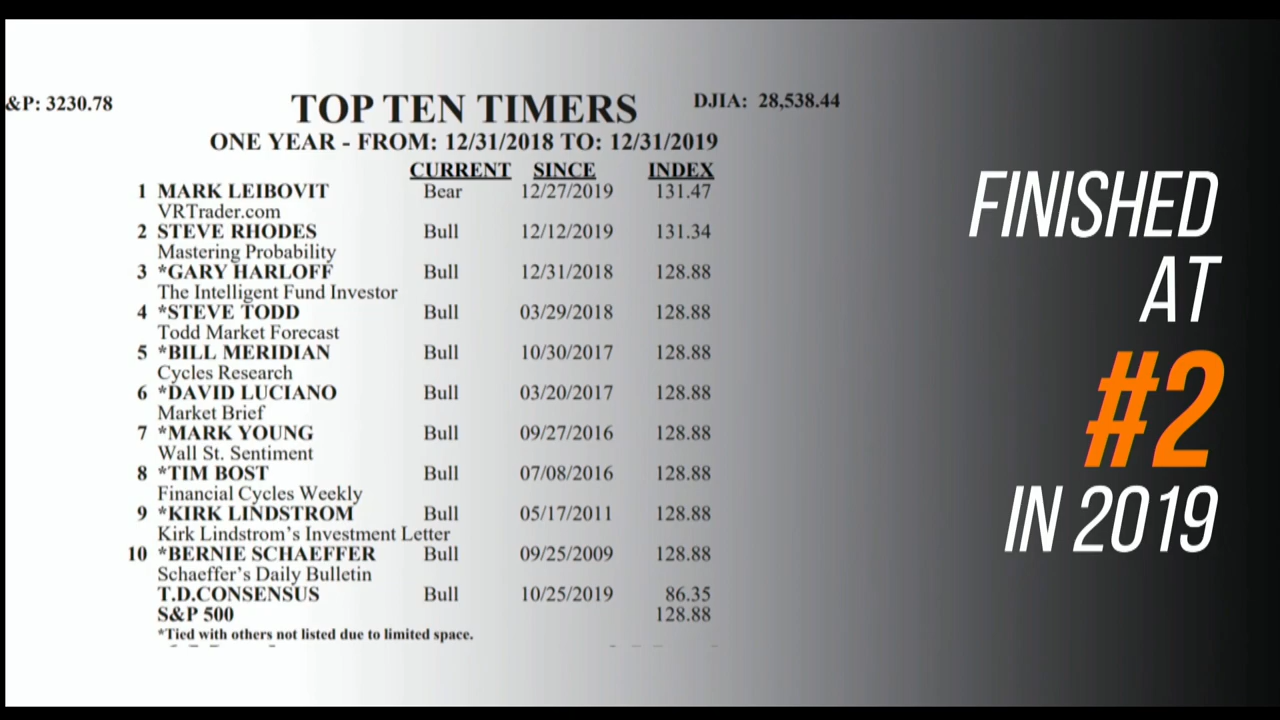 &P: 3230.78
TOP TEN TIMERS
DJIA: 28,538.44
ONE YEAR - FROM: 12/31/2018 TO: 12/31/2019
CURRENT SINCE INDEX
1 MARK LEIBOVIT Bear 12/27/2019 131.47
VRTrader.com
2 STEVE RHODES Bull 12/12/2019 131.34
Mastering Probability
3 *GARY HARLOFF Bull 12/31/2018 128.88
The Intelligent Fund Investor
4 *STEVE TODD Bull 03/29/2018 128.88
Todd Market Forecast
5 *BILL MERIDIAN Bull 10/30/2017 128.88
Cycles Research
6 *DAVID LUCIANO Bull 03/20/2017 128.88
Market Brief
7 *MARK YOUNG Bull 09/27/2016 128.88
Wall St. Sentiment
8 *TIM BOST Bull 07/08/2016 128.88
Financial Cycles Weekly
9 *KIRK LINDSTROM Bull 05/17/2011 128.88
Kirk Lindstrom's Investment Letter
10 *BERNIE SCHAEFFER Bull 09/25/2009 128.88
Schaeffer's Daily Bulletin
T.D.CONSENSUS Bull 10/25/2019 86.35
S&P 500 128.88
*Tied with others not listed due to limited space.
FINISHED
AT
#2
IN 2019